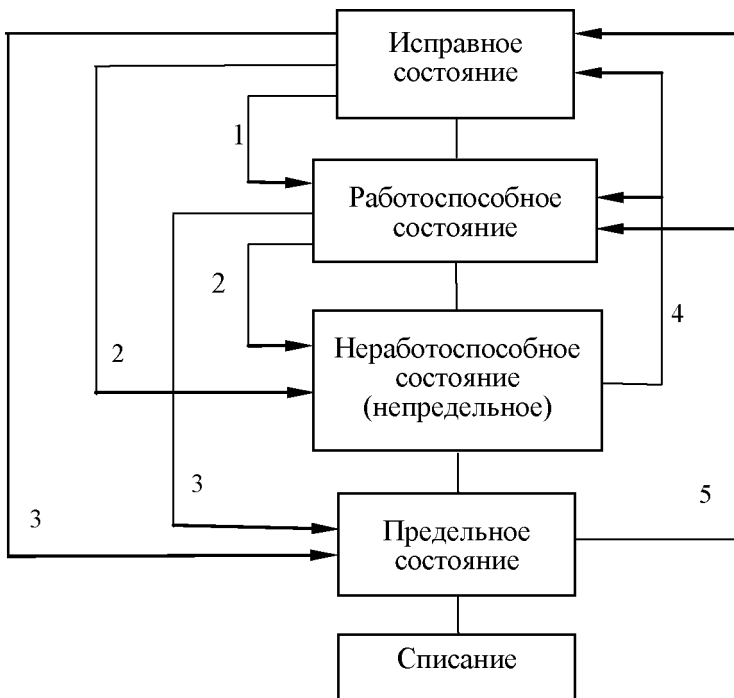 Исправное
состояние
1
Работоспособное
состояние
2
4
Неработоспособное
состояние
(непредельное)
2
3
5
3
Предельное
состояние
Списание